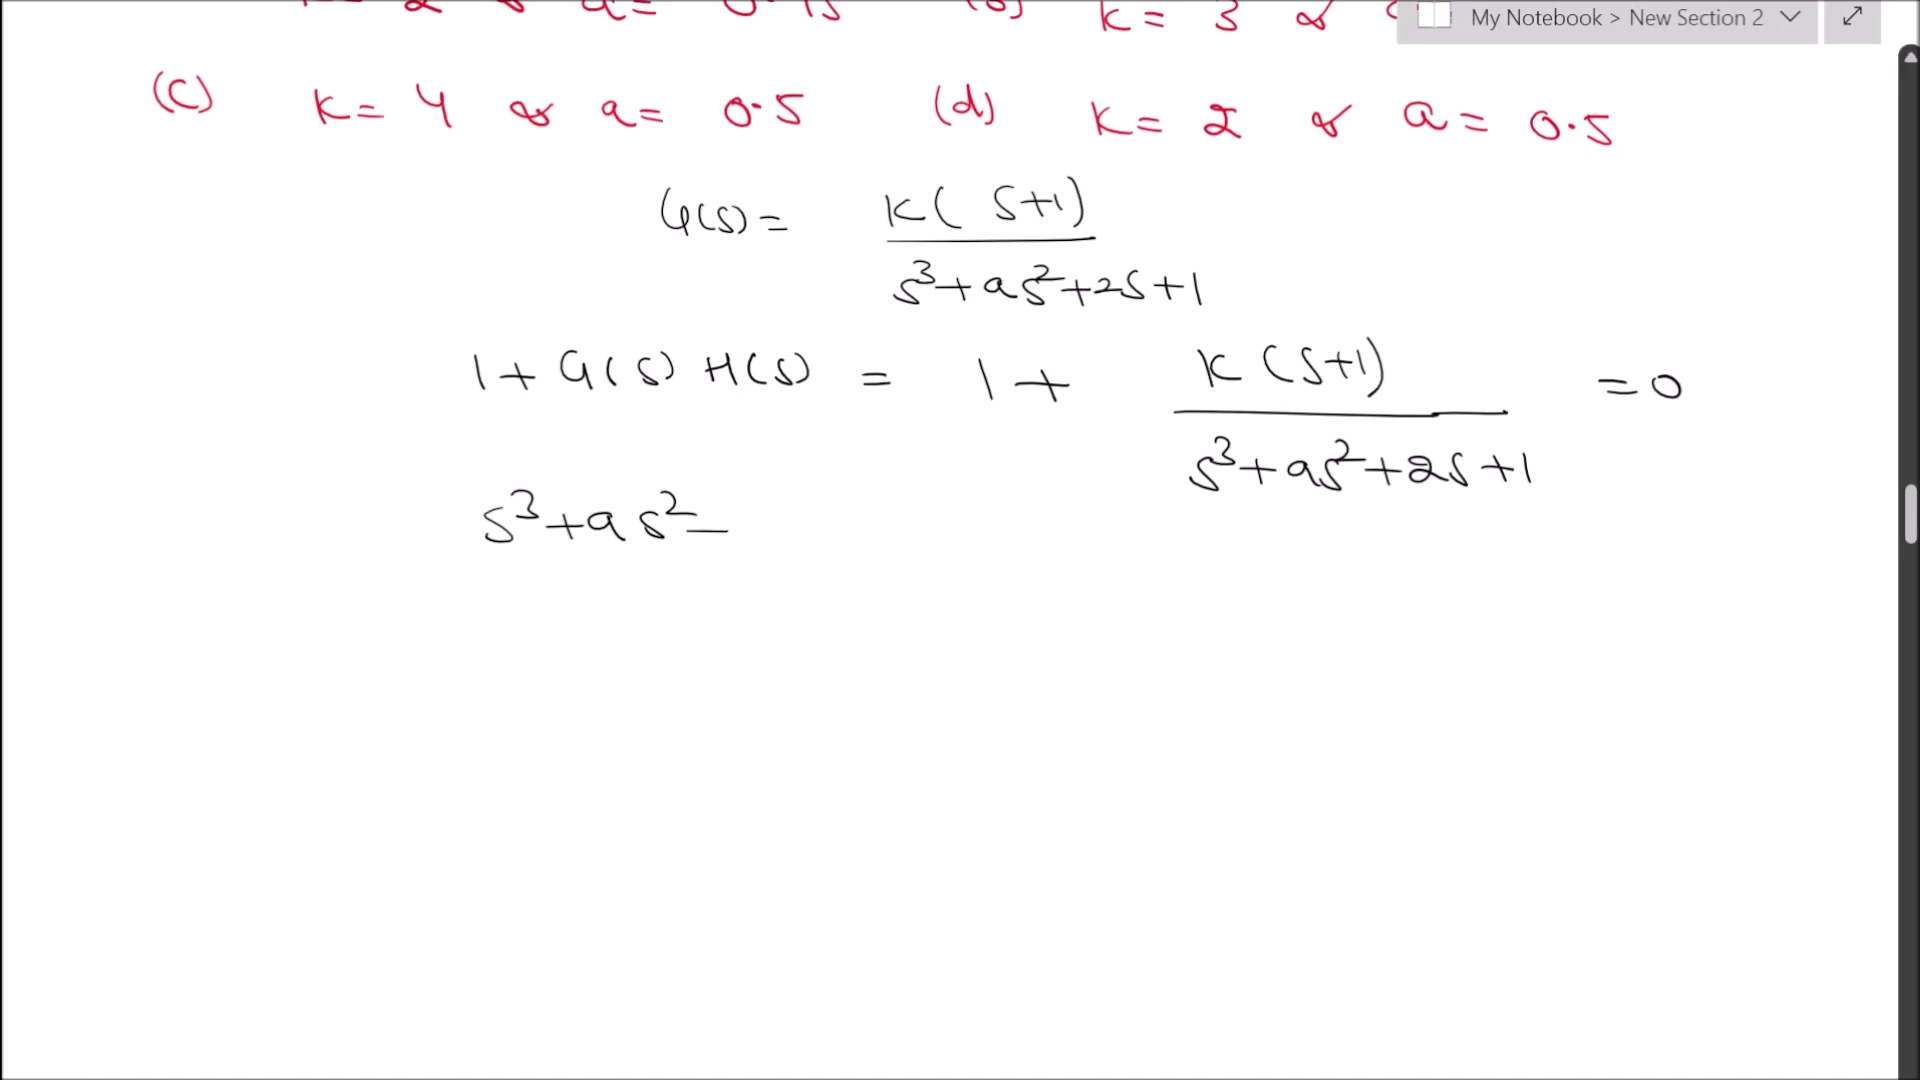 My Notebook > New Section 2
K= 3 &
(C) K= 4 & a= 0.5 (d) K= 2 & a= 0.5
G(s)= K( S+1)
s³+as²+2s+1
1+ G(s) H(s) = 1+ K(S+1) =0
s³+as²+2s+1
s³+as²–